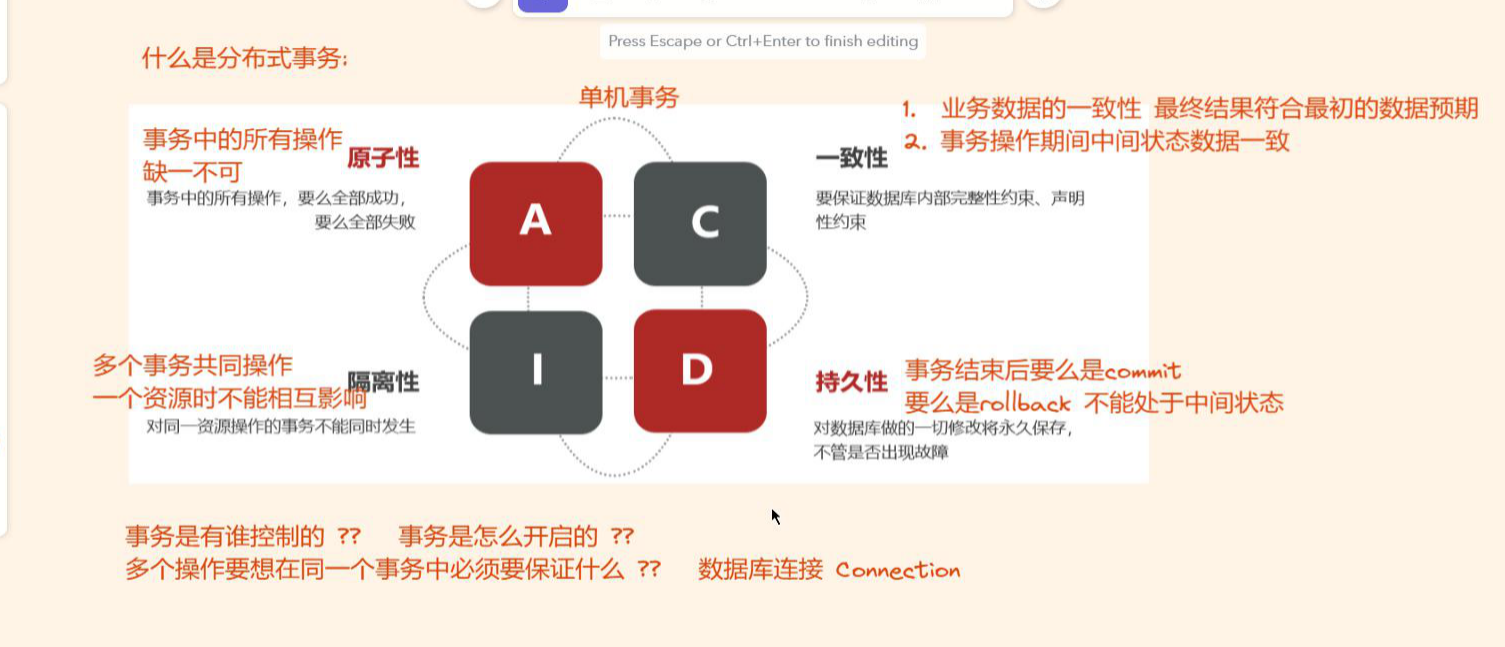 Press Escape or Ctrl+Enter to finish editing
什么是分布式事务:
单机事务
事务中的所有操作
缺一不可
原子性
事务中的所有操作，要么全部成功，
要么全部失败
A
C
1. 业务数据的一致性 最终结果符合最初的数据预期
2. 事务操作期间中间状态数据一致
一致性
要保证数据库内部完整性约束、声明
性约束
多个事务共同操作
一个资源时不能相互影响
隔离性
对同一资源操作的事务不能同时发生
I
D
持久性
事务结束后要么是commit
要么是rollback 不能处于中间状态
对数据库做的一切修改将永久保存，
不管是否出现故障
事务是有谁控制的 ?? 事务是怎么开启的 ??
多个操作要想在同一个事务中必须要保证什么 ?? 数据库连接 Connection